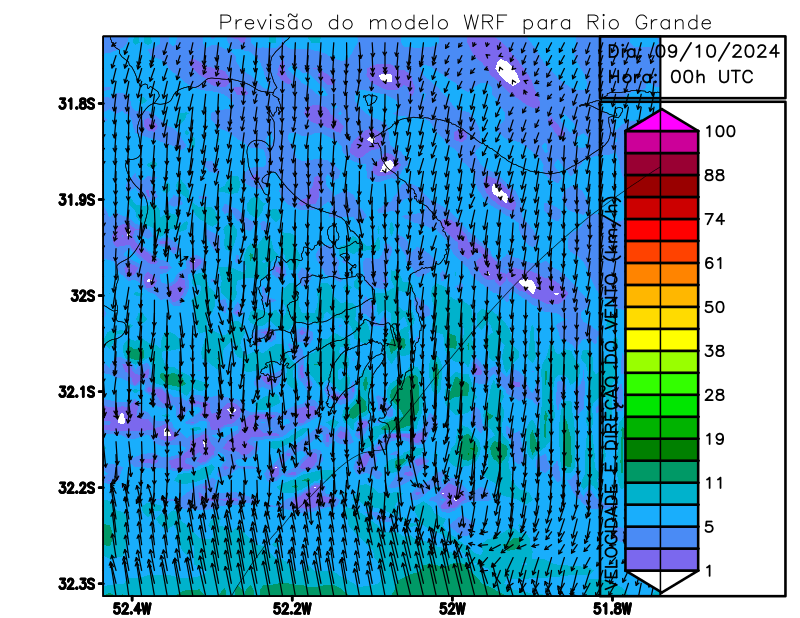 Previsão do modelo WRF para Rio Grande
Dia: 09/10/2024
Hora: 00h UTC
31.8S
31.9S
32S
32.1S
32.2S
32.3S
52.4W
52.2W
52W
51.8W
VELOCIDADE E DIREÇÃO DO VENTO (km/h)
100
88
74
61
50
38
28
19
11
5
1